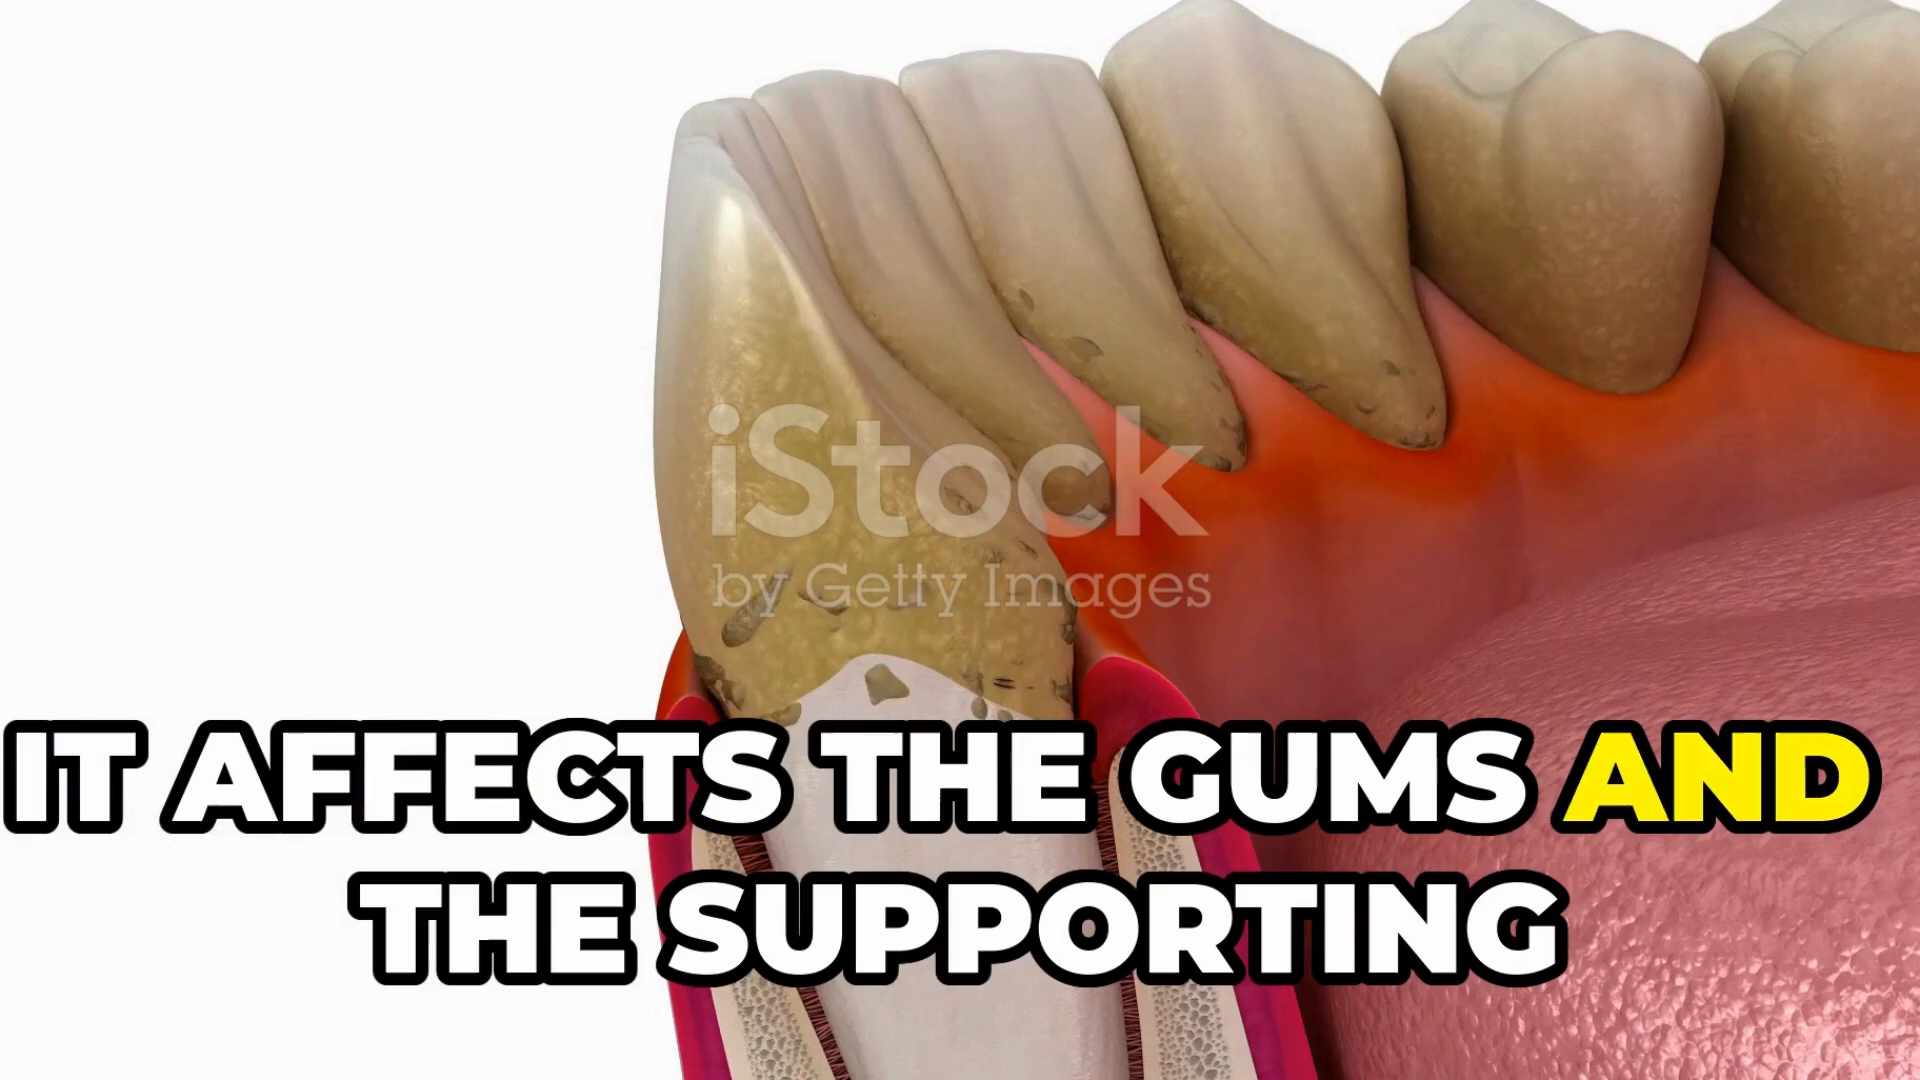 iStock
by Getty Images
IT AFFECTS THE GUMS AND
THE SUPPORTING